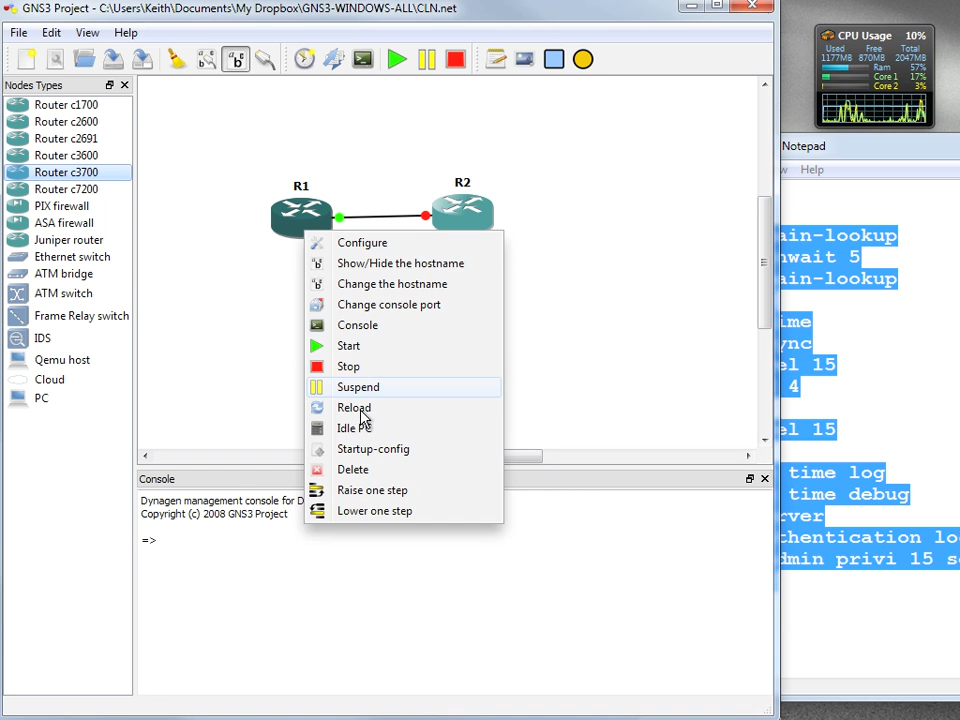 GNS3 Project - C:\Users\Keith\Documents\My Dropbox\GNS3-WINDOWS-ALL\CLN.net
File Edit View Help
Nodes Types
Router c1700
Router c2600
Router c2691
Router c3600
Router c3700
Router c7200
PIX firewall
ASA firewall
Juniper router
Ethernet switch
ATM bridge
ATM switch
Frame Relay switch
IDS
Qemu host
Cloud
PC
R1
R2
Configure
Show/Hide the hostname
Change the hostname
Change console port
Console
Start
Stop
Suspend
Reload
Idle PC
Startup-config
Delete
Raise one step
Lower one step
Console
Dynagen management console for D
Copyright (c) 2008 GNS3 Project
=>
CPU Usage 10%
Used Free Total
1177MB 870MB 2047MB
Ram 57%
Core 1 17%
Core 2 3%
Notepad
w Help
ain-lookup
nwait 5
ain-lookup
ime
ync
el 15
4
el 15
time log
time debug
rver
thentication lo
dmin privi 15 s